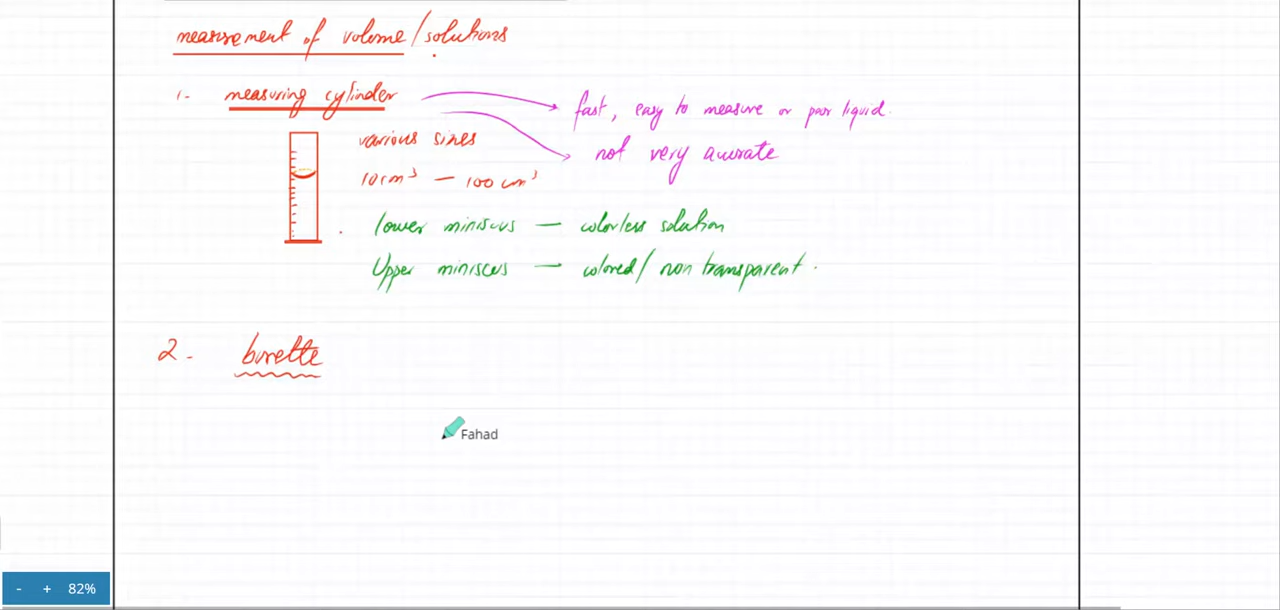 measurement of volume/solutions
1- measuring cylinder
fast, easy to measure or pour liquid.
various sizes
not very accurate
10cm³ - 100cm³
lower miniscus - colorless solution
Upper miniscus - colored/ non transparent.
2- burette
Fahad
- + 82%